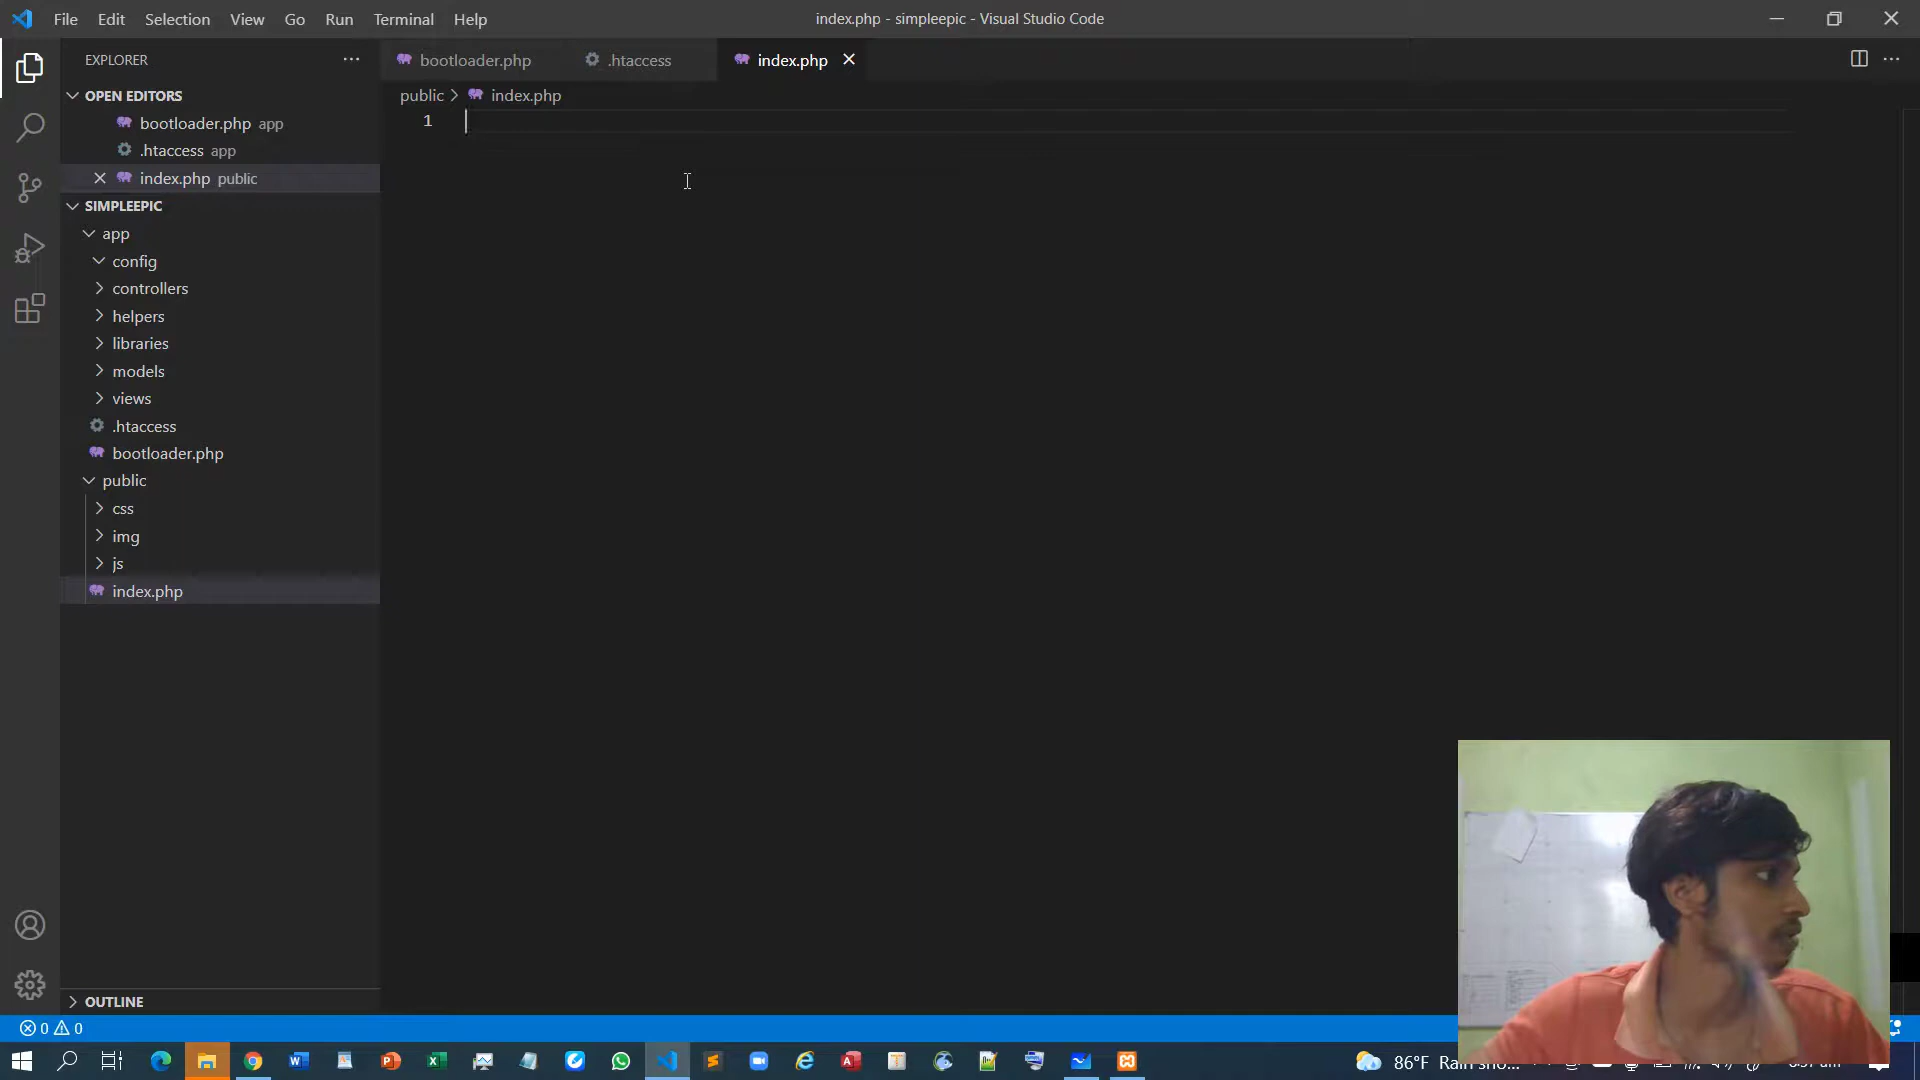 File Edit Selection View Go Run Terminal Help
index.php - simpleepic - Visual Studio Code
EXPLORER
bootloader.php
.htaccess
index.php
OPEN EDITORS
public
index.php
bootloader.php app
.htaccess app
index.php public
1
SIMPLEEPIC
app
config
controllers
helpers
libraries
models
views
.htaccess
bootloader.php
public
css
img
js
index.php
OUTLINE
0 0
86°F